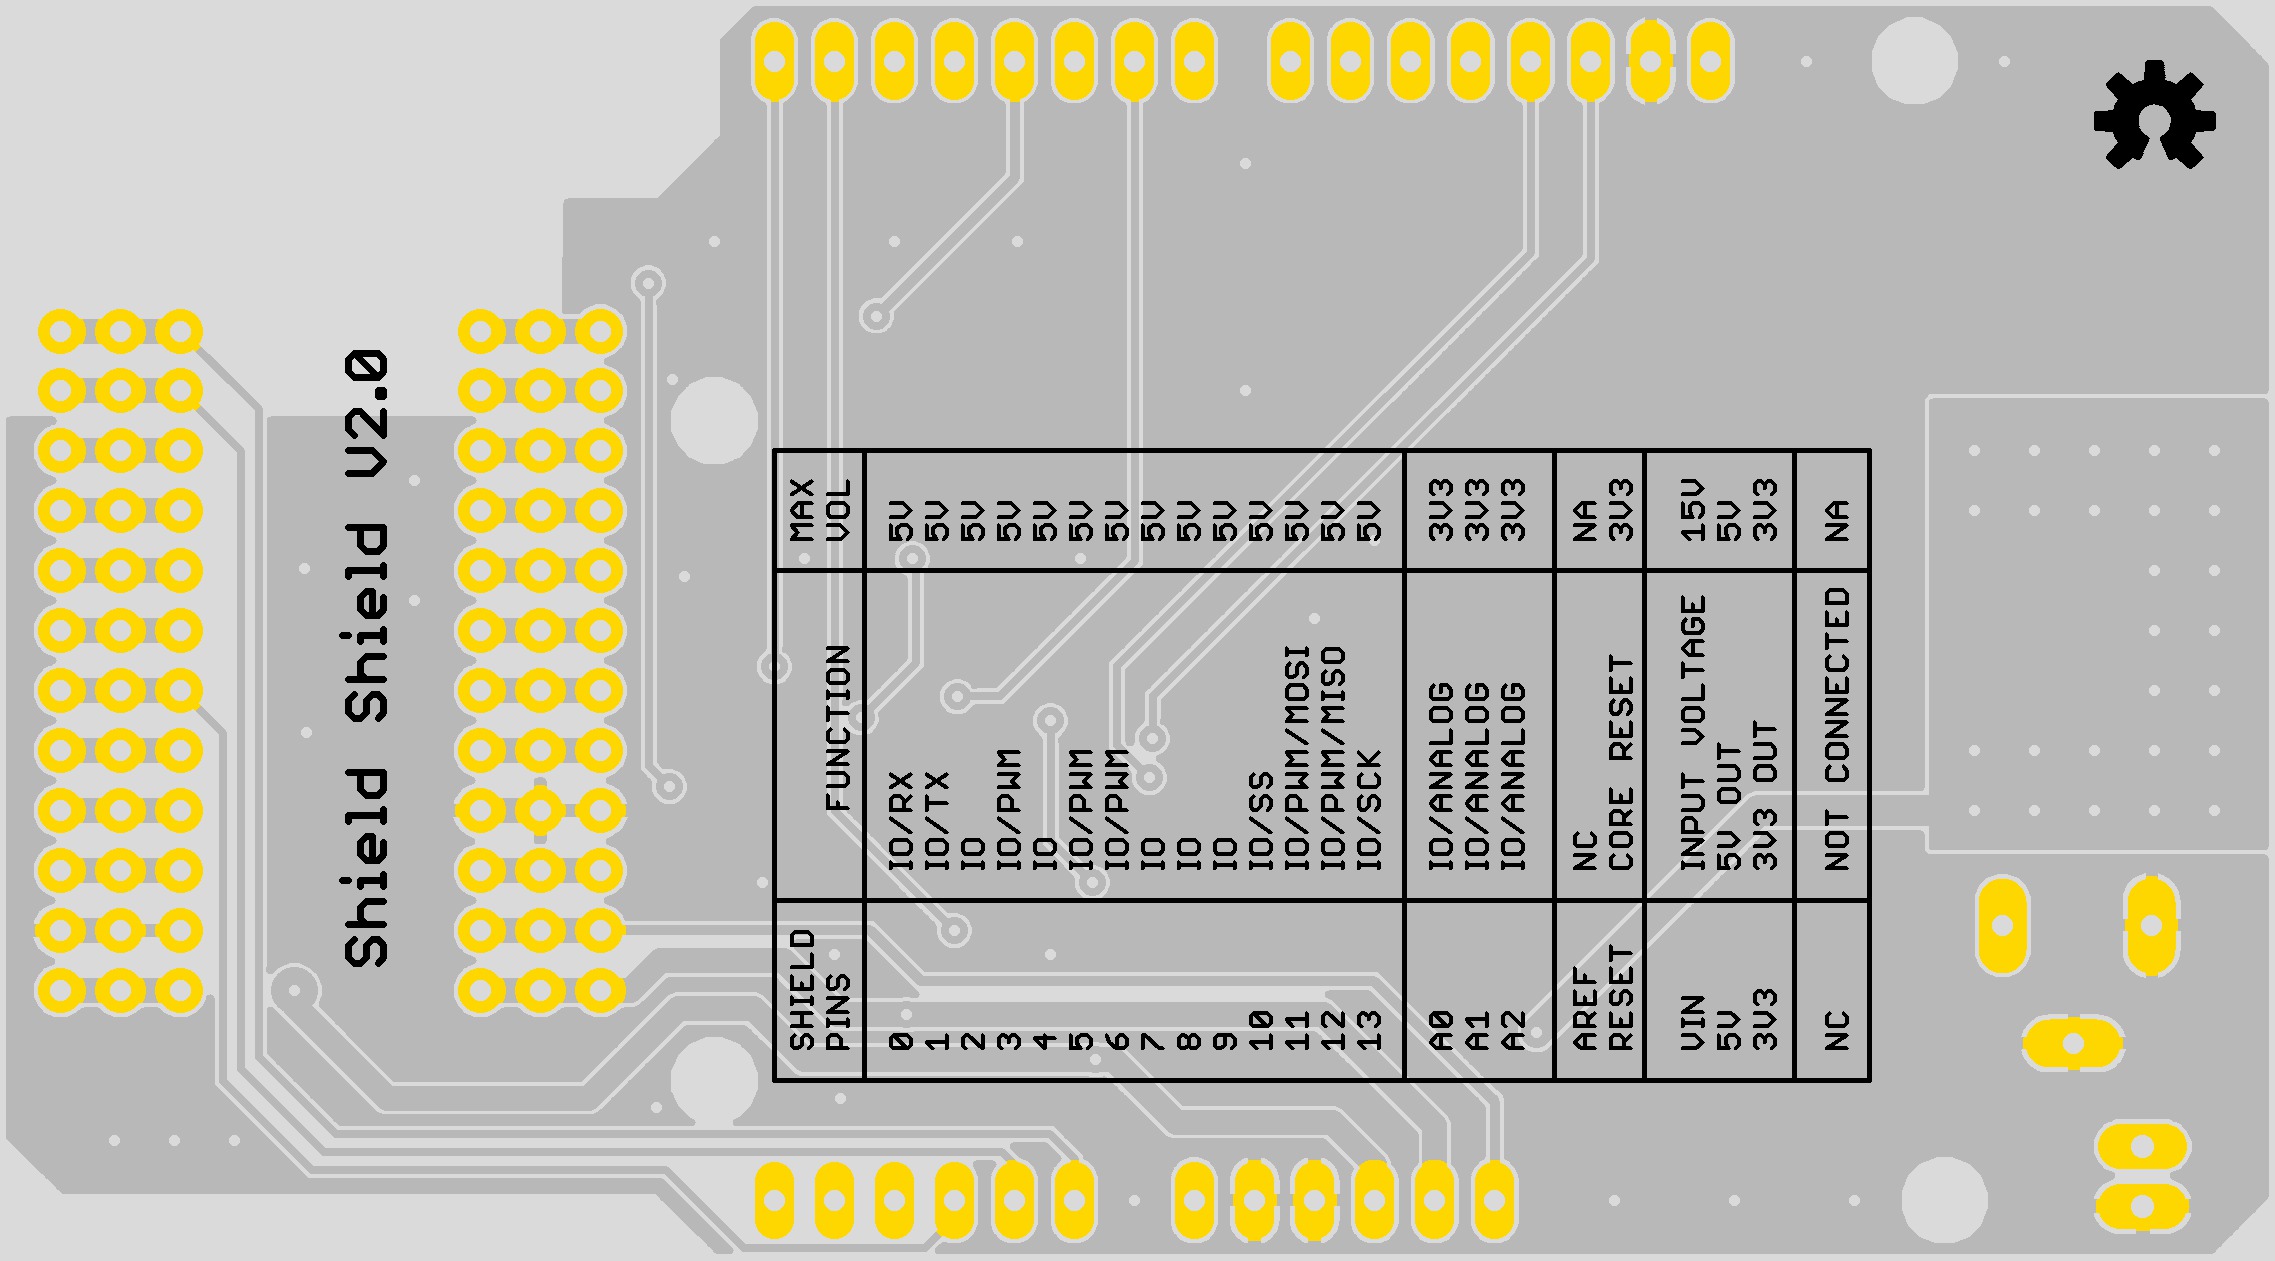 Shield Shield V2.0
SHIELD MAX
PINS FUNCTION VOL
0 IO/RX 5V
1 IO/TX 5V
2 IO 5V
3 IO/PWM 5V
4 IO 5V
5 IO/PWM 5V
6 IO/PWM 5V
7 IO 5V
8 IO 5V
9 IO 5V
10 IO/SS 5V
11 IO/PWM/MOSI 5V
12 IO/PWM/MISO 5V
13 IO/SCK 5V
A0 IO/ANALOG 3V3
A1 IO/ANALOG 3V3
A2 IO/ANALOG 3V3
AREF NC NA
RESET CORE RESET 3V3
VIN INPUT VOLTAGE 15V
5V 5V OUT 5V
3V3 3V3 OUT 3V3
NC NOT CONNECTED NA